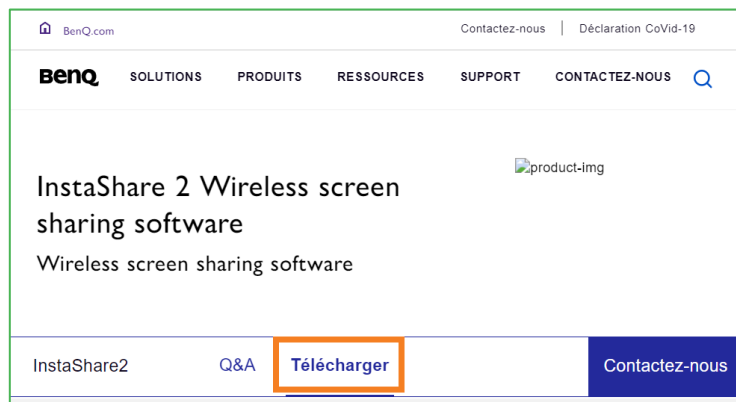 BenQ.com
Contactez-nous | Déclaration CoVid-19
BenQ SOLUTIONS PRODUITS RESSOURCES SUPPORT CONTACTEZ-NOUS
product-img
InstaShare 2 Wireless screen
sharing software
Wireless screen sharing software
InstaShare2 Q&A Télécharger Contactez-nous